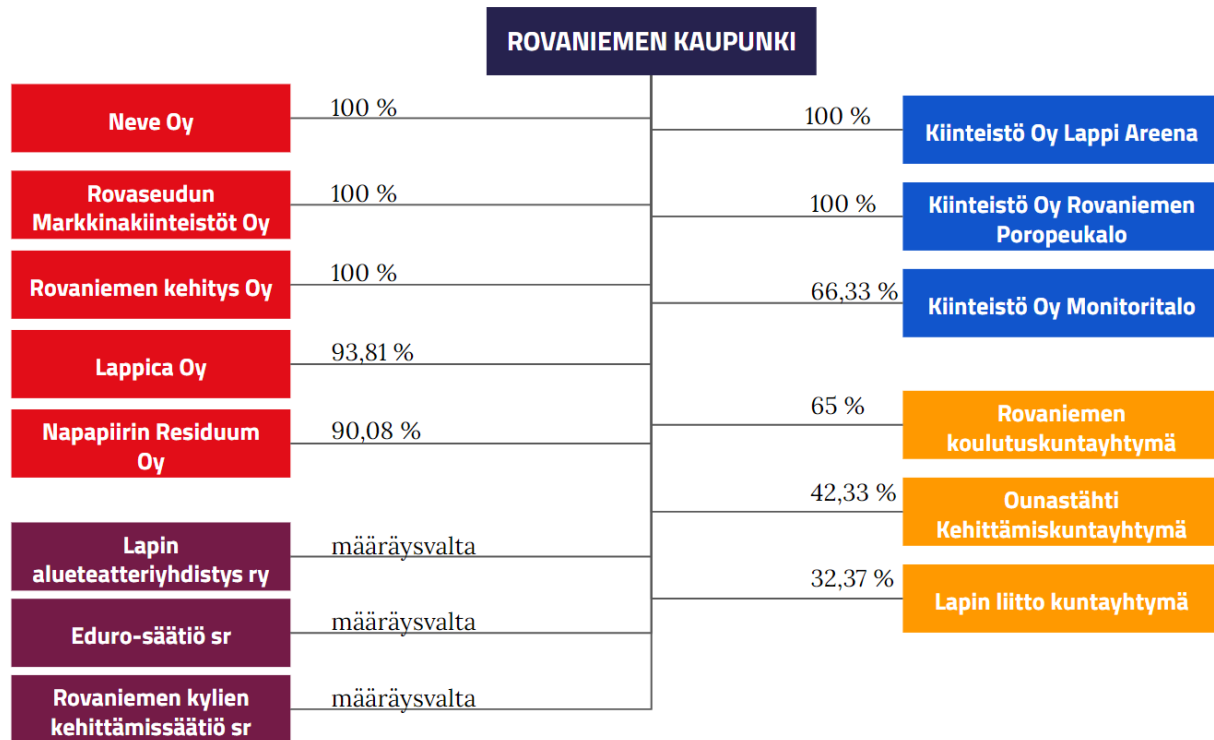 ROVANIEMEN KAUPUNKI
Neve Oy
100 %
Rovaseudun
Markkinakiinteistöt Oy
100 %
Rovaniemen kehitys Oy
100 %
Lappica Oy
93,81 %
Napapiirin Residuum
Oy
90,08 %
Lapin
alueteatteriyhdistys ry
määräysvalta
Eduro-säätiö sr
määräysvalta
Rovaniemen kylien
kehittämissäätiö sr
määräysvalta
100 %
Kiinteistö Oy Lappi Areena
100 %
Kiinteistö Oy Rovaniemen
Poropeukalo
66,33 %
Kiinteistö Oy Monitoritalo
65 %
Rovaniemen
koulutuskuntayhtymä
42,33 %
Ounastähti
Kehittämiskuntayhtymä
32,37 %
Lapin liitto kuntayhtymä